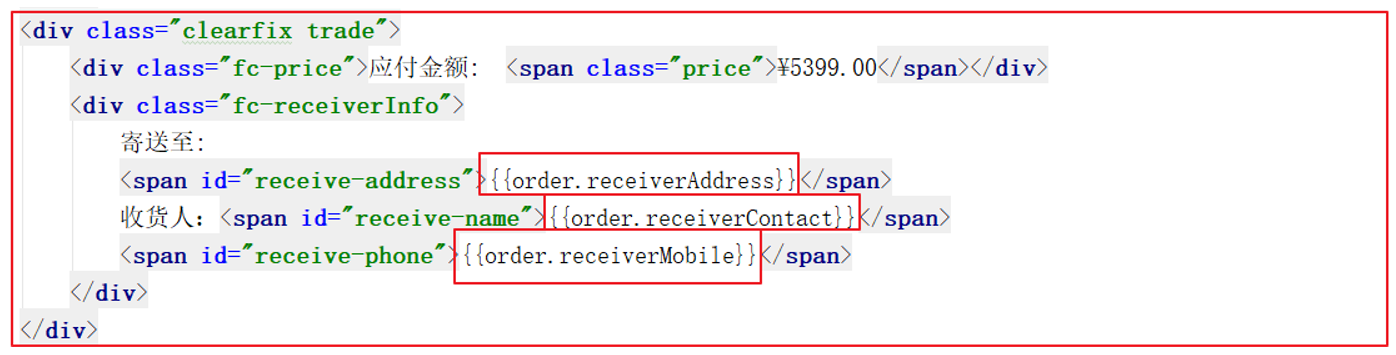 <div class="clearfix trade">
<div class="fc-price">应付金额: <span class="price">¥5399.00</span></div>
<div class="fc-receiverInfo">
寄送至:
<span id="receive-address">{{order.receiverAddress}}</span>
收货人：<span id="receive-name">{{order.receiverContact}}</span>
<span id="receive-phone">{{order.receiverMobile}}</span>
</div>
</div>